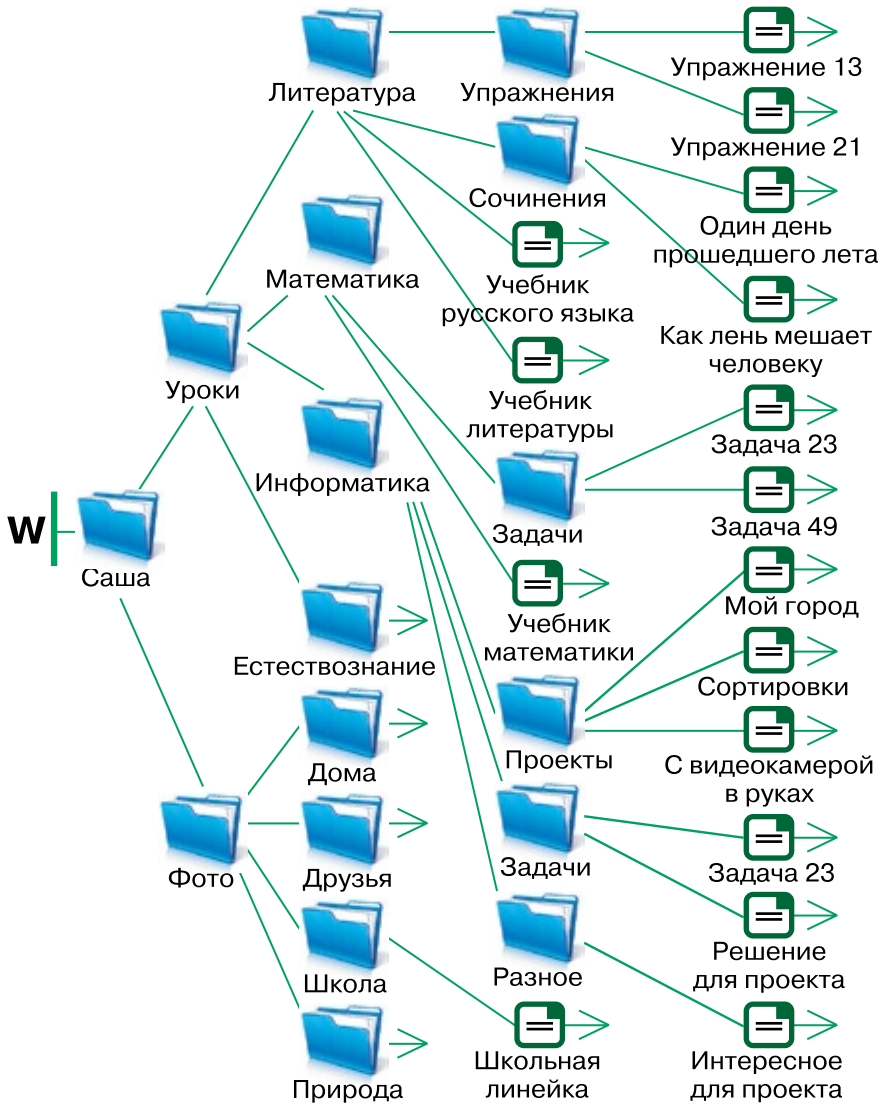 Литература
Упражнения
Упражнение 13
Упражнение 21
Сочинения
Один день
прошедшего лета
Математика
Учебник
русского языка
Как лень мешает
человеку
Уроки
Учебник
литературы
Задача 23
Информатика
Задачи
Задача 49
W
Саша
Мой город
Учебник
математики
Естествознание
Сортировки
Проекты
С видеокамерой
в руках
Дома
Фото
Друзья
Задачи
Задача 23
Школа
Разное
Решение
для проекта
Природа
Школьная
линейка
Интересное
для проекта